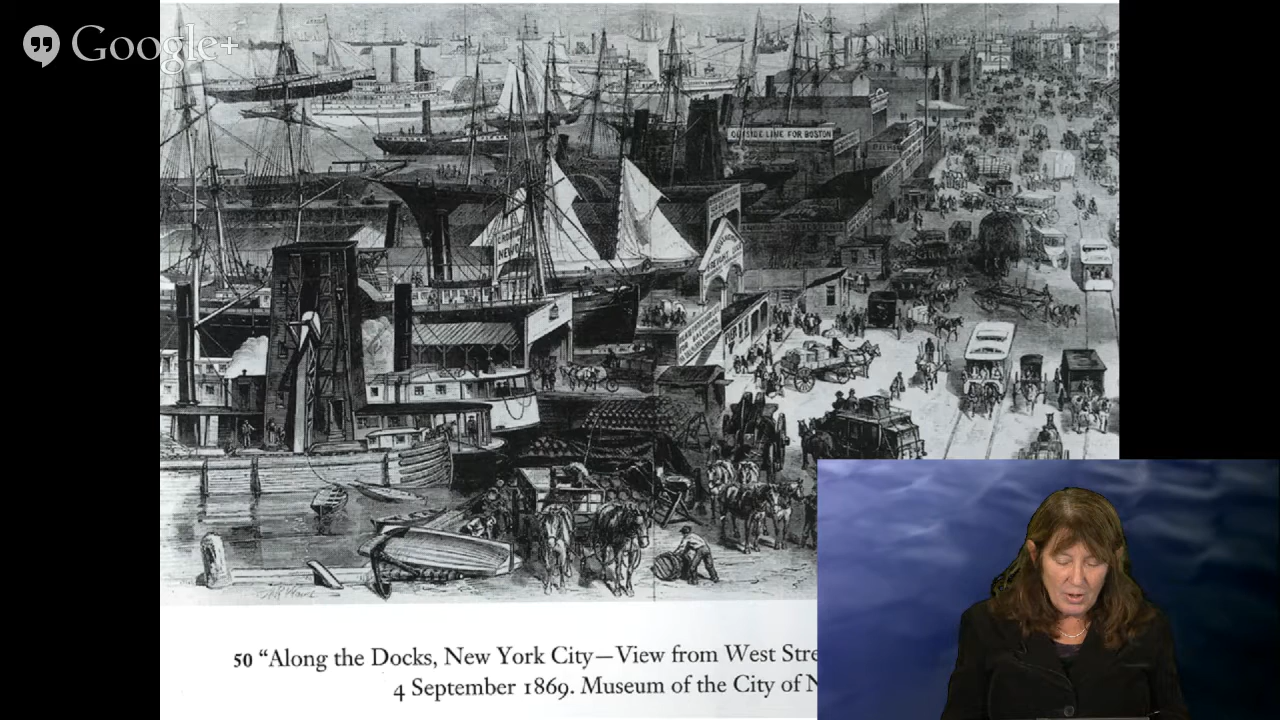 Google+
OUTSIDE LINE FOR BOSTON
50 “Along the Docks, New York City—View from West Stre
4 September 1869. Museum of the City of N